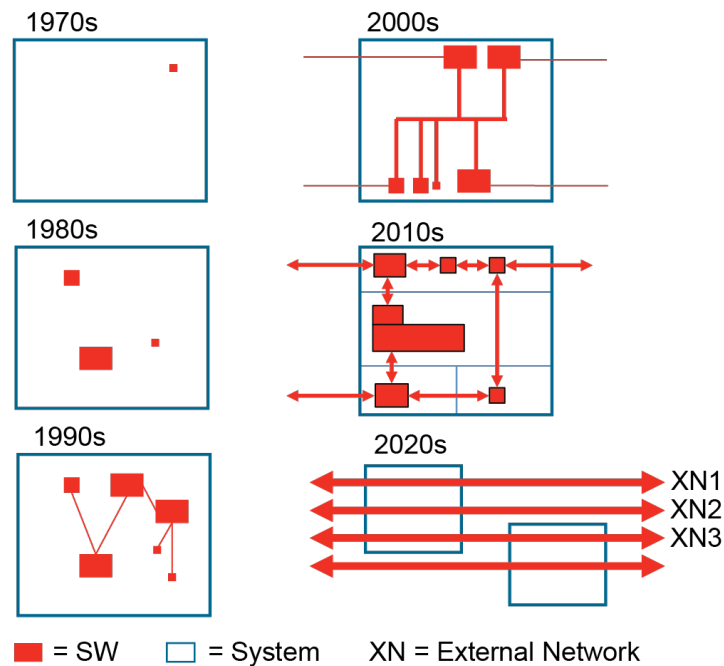 1970s
2000s
1980s
2010s
1990s
2020s
XN1
XN2
XN3
= SW = System XN = External Network